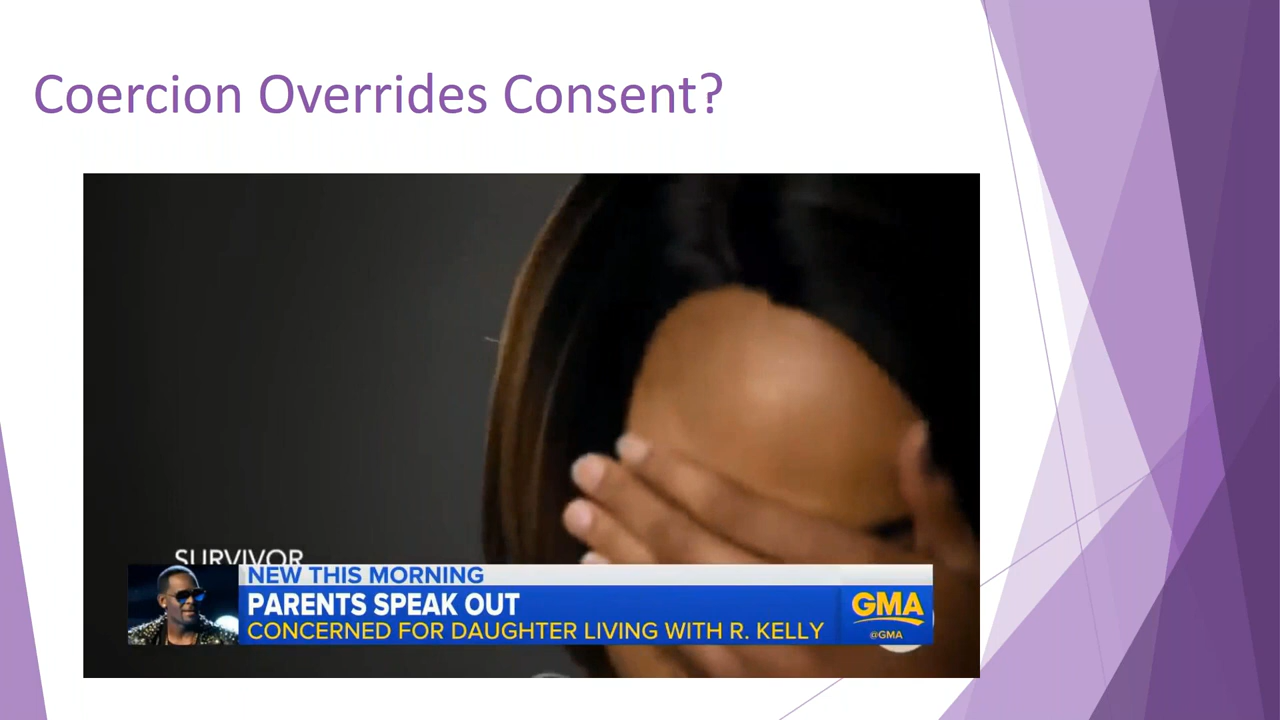 Coercion Overrides Consent?
SURVIVOR
NEW THIS MORNING
PARENTS SPEAK OUT
CONCERNED FOR DAUGHTER LIVING WITH R. KELLY
GMA
@GMA